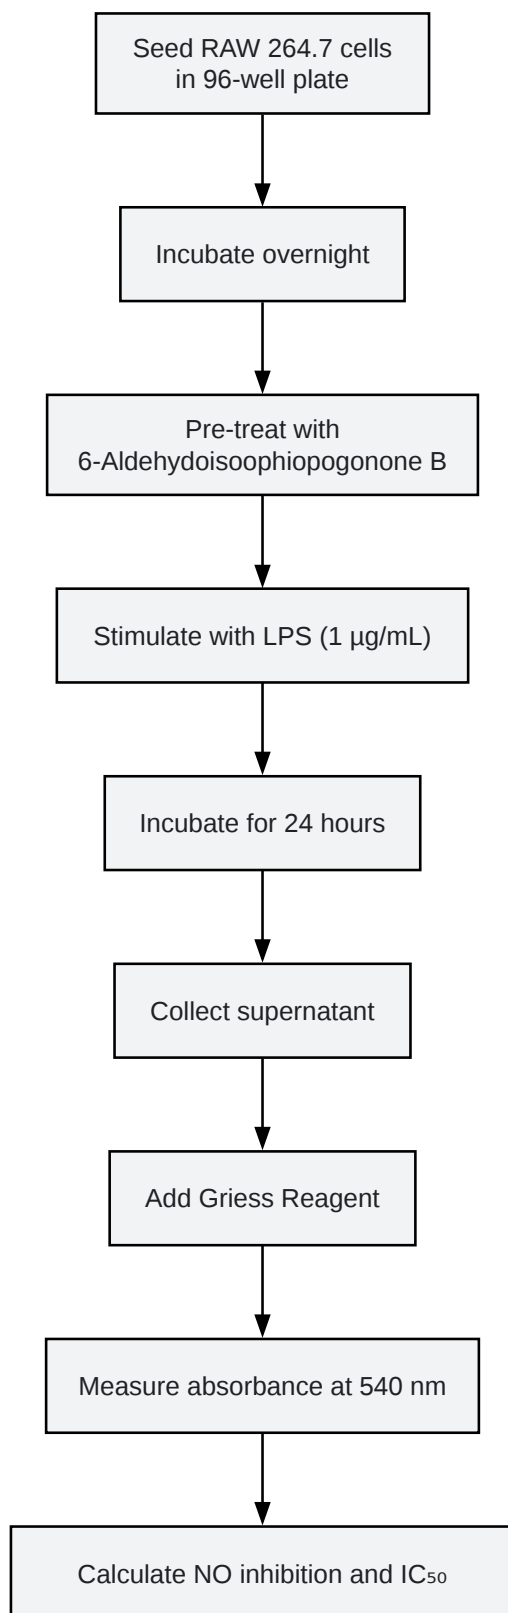 Seed RAW 264.7 cells
in 96-well plate
Incubate overnight
Pre-treat with
6-Aldehydoisoophiopogonone B
Stimulate with LPS (1 µg/mL)
Incubate for 24 hours
Collect supernatant
Add Griess Reagent
Measure absorbance at 540 nm
Calculate NO inhibition and IC₅₀